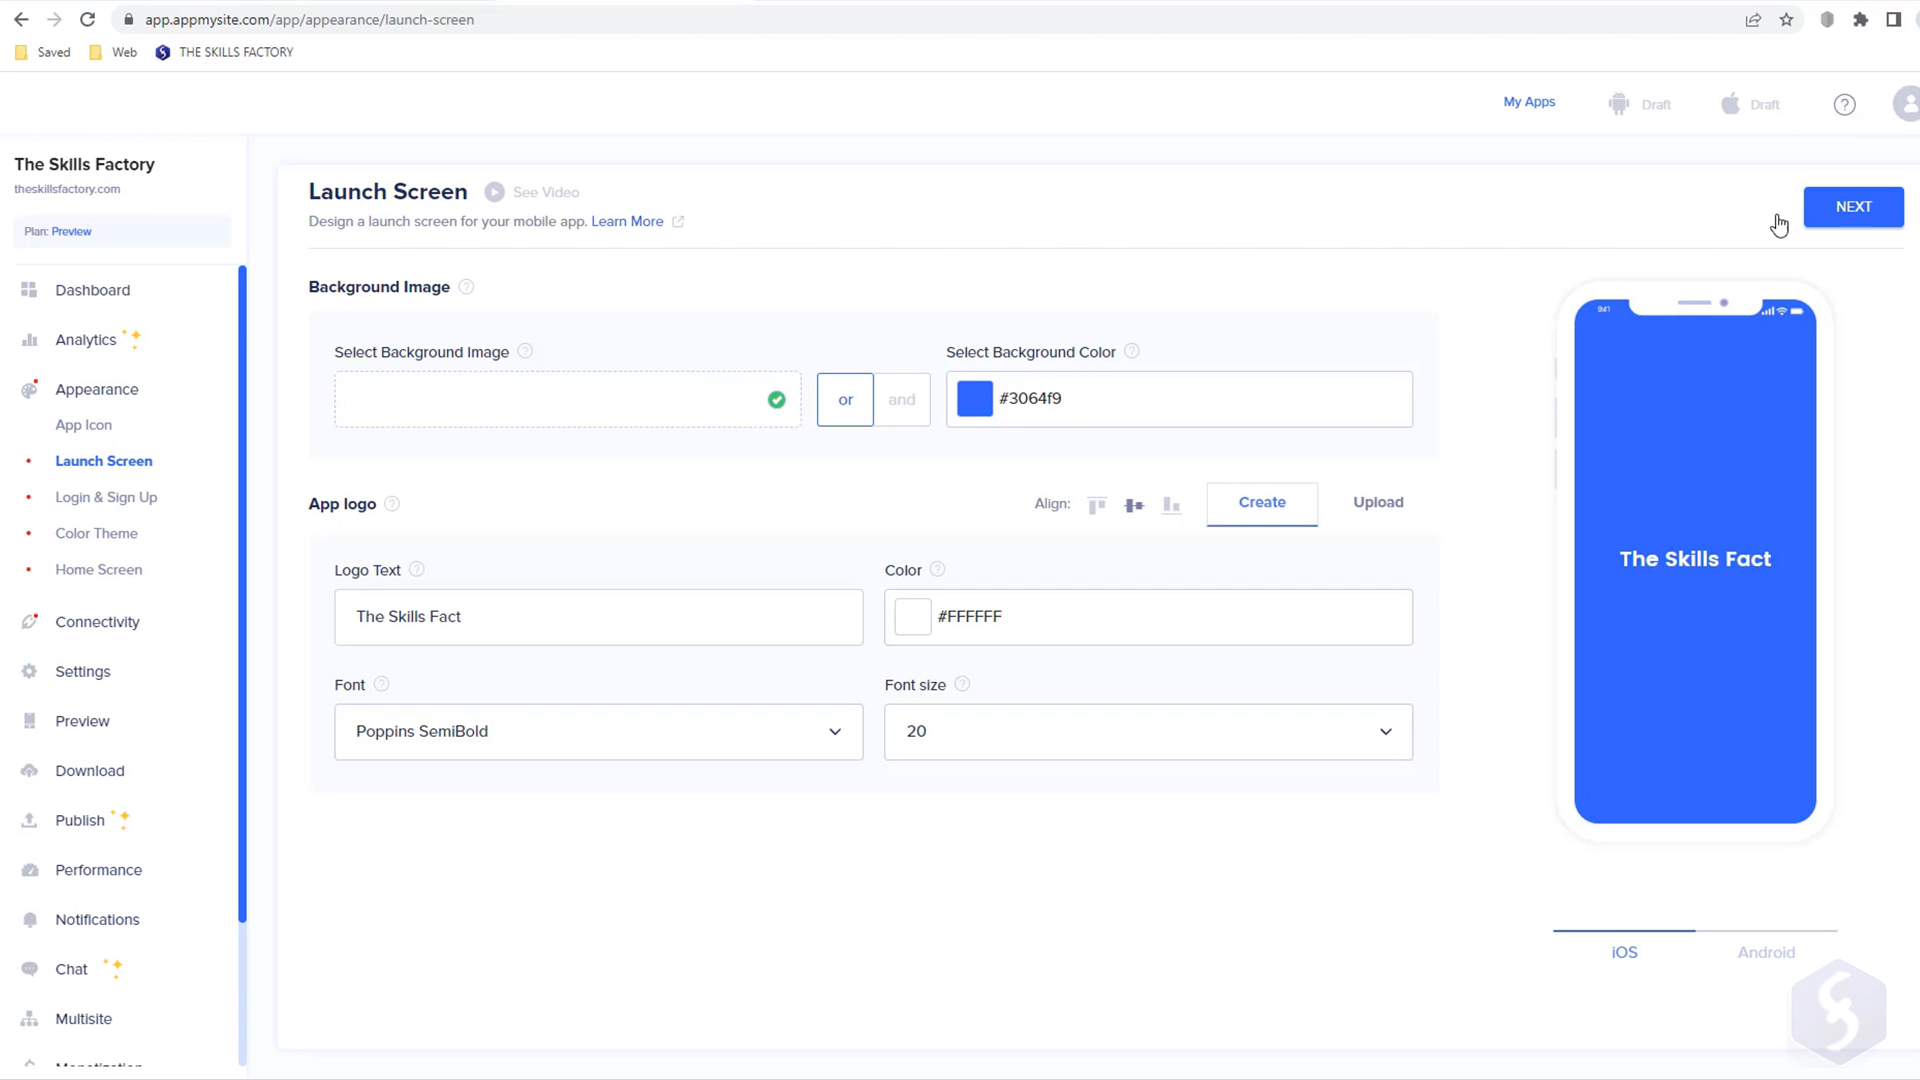 app.appmysite.com/app/appearance/launch-screen
Saved
Web
THE SKILLS FACTORY
My Apps
Draft
Draft
The Skills Factory
theskillsfactory.com
Plan: Preview
Dashboard
Analytics
Appearance
App Icon
Launch Screen
Login & Sign Up
Color Theme
Home Screen
Connectivity
Settings
Preview
Download
Publish
Performance
Notifications
Chat
Multisite
Monetization
Launch Screen
See Video
NEXT
Design a launch screen for your mobile app. Learn More
Background Image
Select Background Image
Select Background Color
or
and
#3064f9
App logo
Align:
Create
Upload
Logo Text
Color
The Skills Fact
#FFFFFF
Font
Font size
Poppins SemiBold
20
9:41
The Skills Fact
iOS
Android